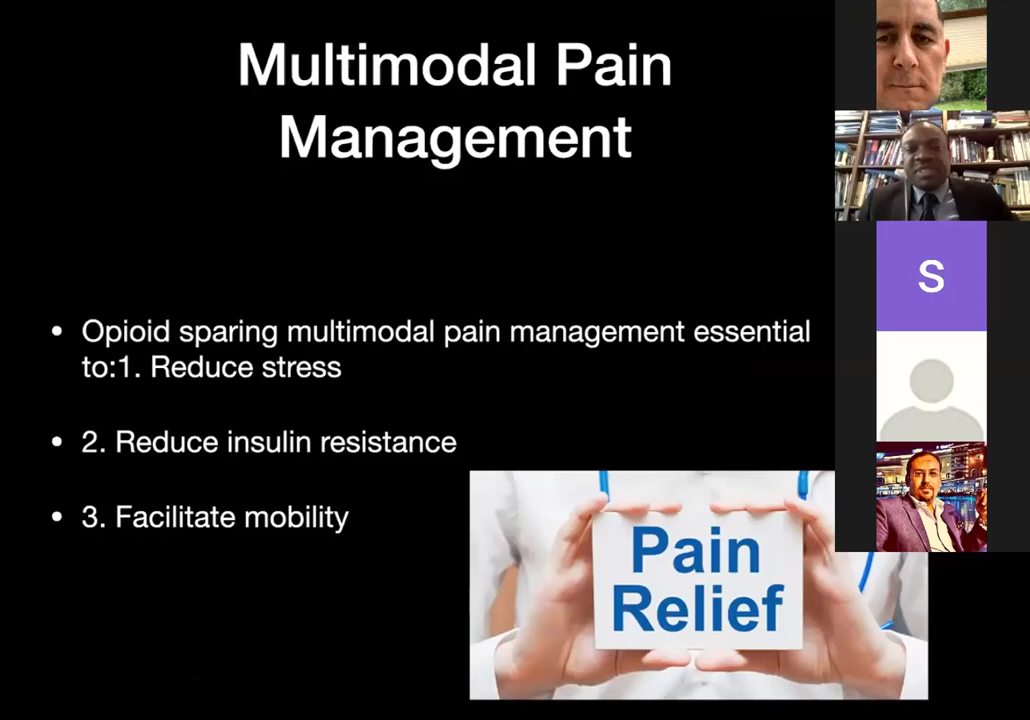 Multimodal Pain
Management
• Opioid sparing multimodal pain management essential
to:1. Reduce stress
• 2. Reduce insulin resistance
• 3. Facilitate mobility
Pain
Relief
S